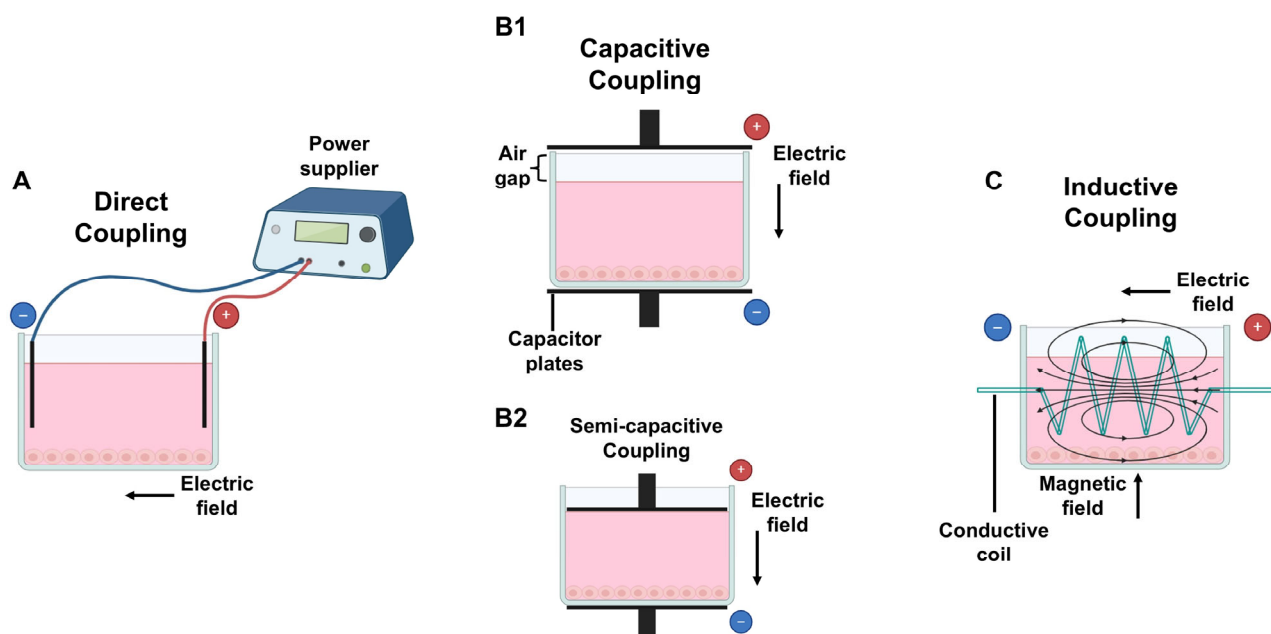 A
Direct
Coupling
Power
supplier
−
+
Electric
field
B1
Capacitive
Coupling
+
Air
gap
Electric
field
Capacitor
plates
−
B2
Semi-capacitive
Coupling
+
Electric
field
−
C
Inductive
Coupling
Electric
field
−
+
Magnetic
field
Conductive
coil